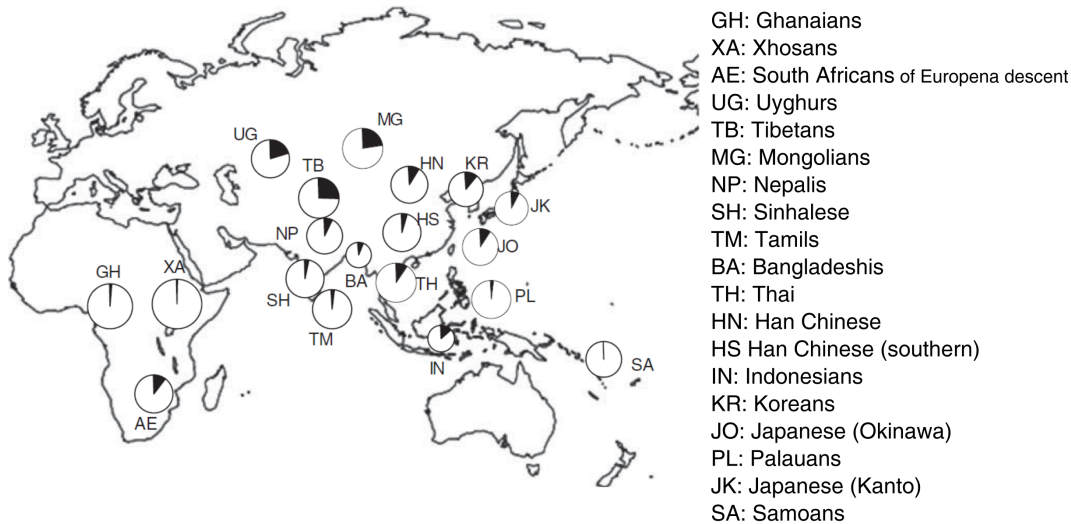 MG
UG
HN
KR
TB
JK
HS
NP
JO
BA
TH
XA
GH
SH
PL
TM
IN
SA
AE
GH: Ghanaians
XA: Xhosans
AE: South Africans of Europena descent
UG: Uyghurs
TB: Tibetans
MG: Mongolians
NP: Nepalis
SH: Sinhalese
TM: Tamils
BA: Bangladeshis
TH: Thai
HN: Han Chinese
HS Han Chinese (southern)
IN: Indonesians
KR: Koreans
JO: Japanese (Okinawa)
PL: Palauans
JK: Japanese (Kanto)
SA: Samoans